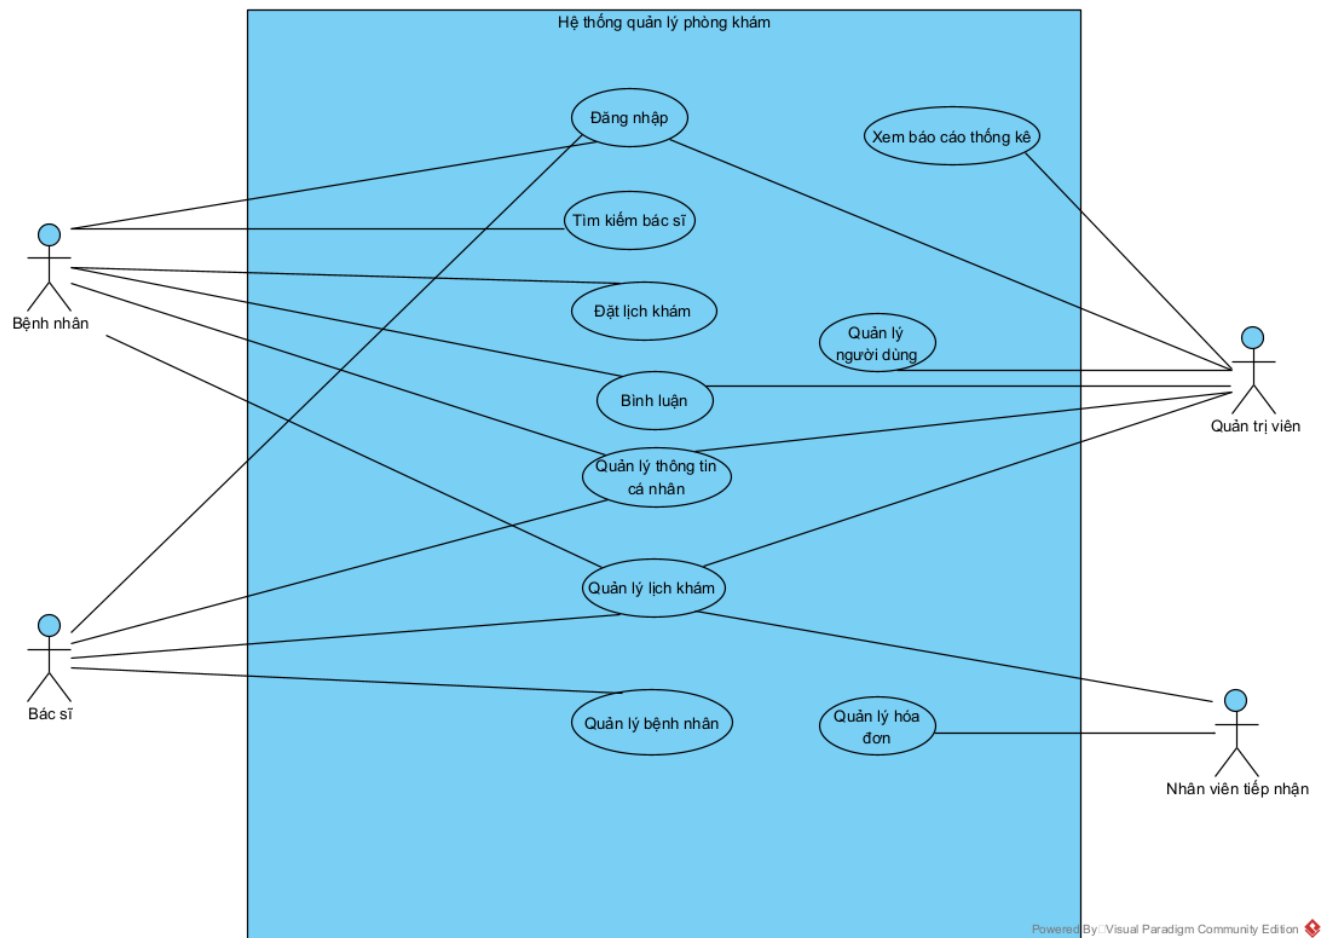 Hệ thống quản lý phòng khám
Đăng nhập
Xem báo cáo thống kê
Tìm kiếm bác sĩ
Bệnh nhân
Đặt lịch khám
Quản lý
người dùng
Bình luận
Quản trị viên
Quản lý thông tin
cá nhân
Quản lý lịch khám
Bác sĩ
Quản lý bệnh nhân
Quản lý hóa
đơn
Nhân viên tiếp nhận
Powered By Visual Paradigm Community Edition